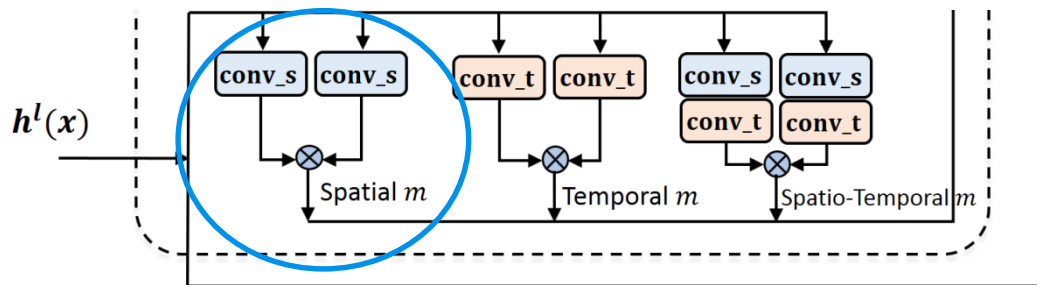 conv_s conv_s conv_t conv_t conv_s conv_s
conv_t conv_t
h^l(x)
Spatial m Temporal m Spatio-Temporal m